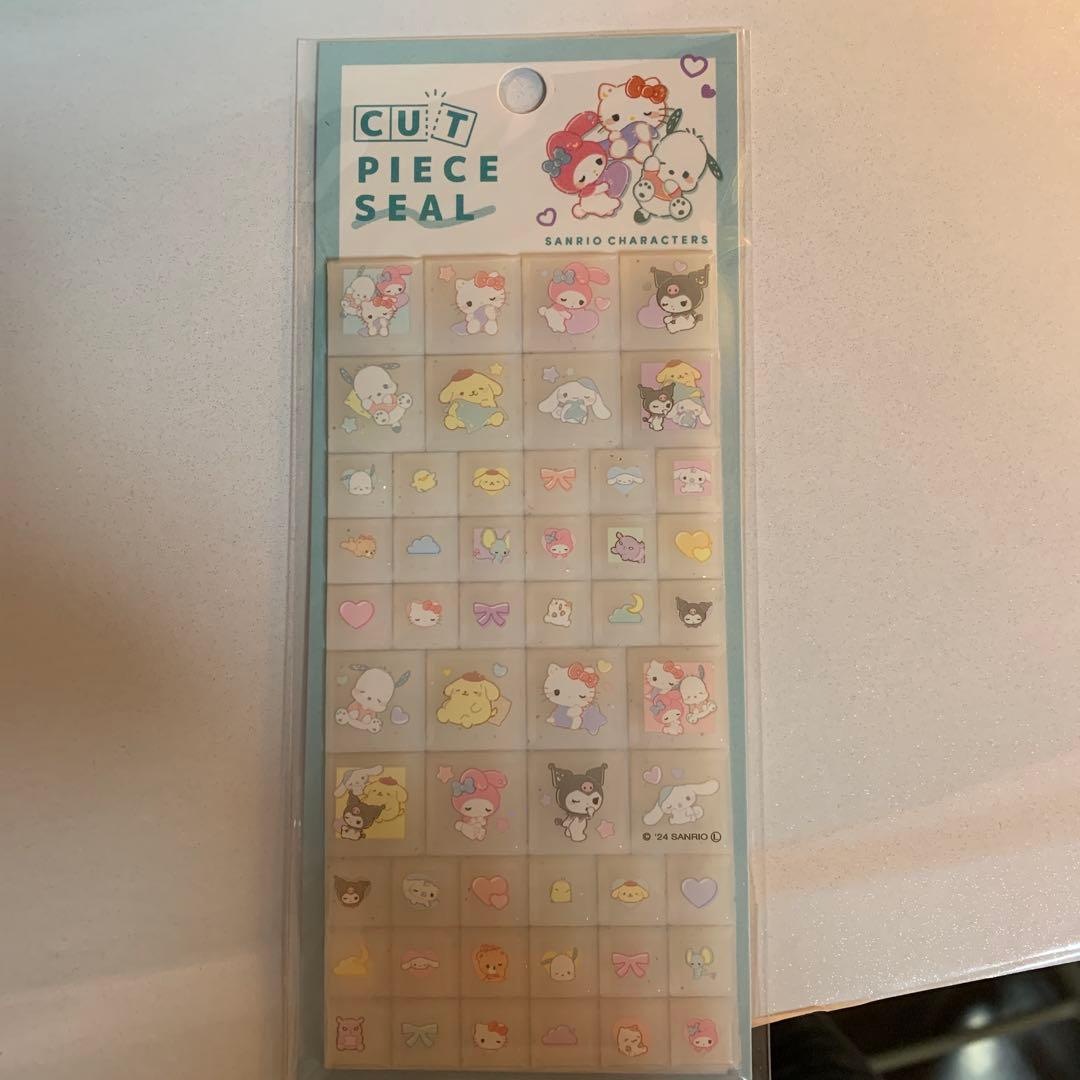 CUT
PIECE
SEAL
SANRIO CHARACTERS
© '24 SANRIO Ⓛ